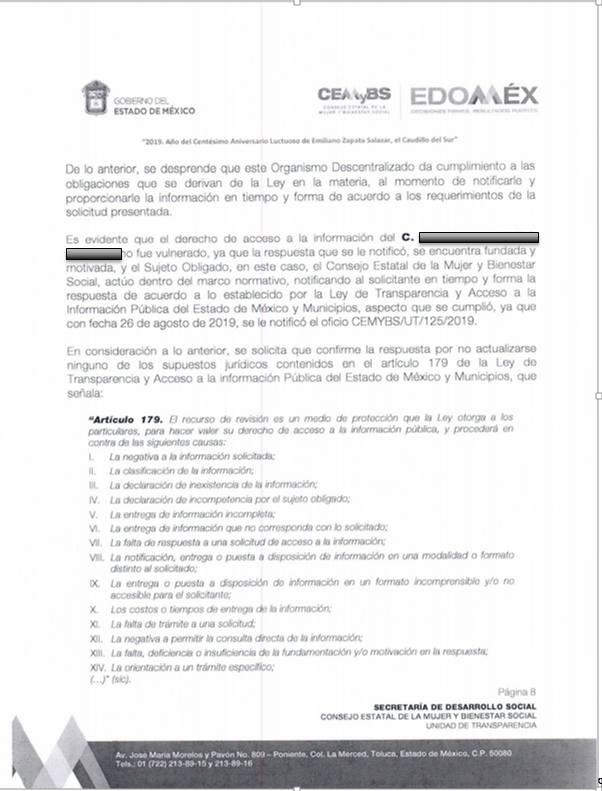 GOBIERNO DEL
ESTADO DE MÉXICO
CEMyBS
CONSEJO ESTATAL DE LA
MUJER Y BIENESTAR SOCIAL
EDOMÉX
DECISIONES FIRMES, RESULTADOS FUERTES
"2019. Año del Centésimo Aniversario Luctuoso de Emiliano Zapata Salazar, el Caudillo del Sur"
De lo anterior, se desprende que este Organismo Descentralizado da cumplimiento a las
obligaciones que se derivan de la Ley en la materia, al momento de notificarle y
proporcionarle la información en tiempo y forma de acuerdo a los requerimientos de la
solicitud presentada.
Es evidente que el derecho de acceso a la información del C.
no fue vulnerado, ya que la respuesta que se le notificó, se encuentra fundada y
motivada, y el Sujeto Obligado, en este caso, el Consejo Estatal de la Mujer y Bienestar
Social, actúo dentro del marco normativo, notificando al solicitante en tiempo y forma la
respuesta de acuerdo a lo establecido por la Ley de Transparencia y Acceso a la
Información Pública del Estado de México y Municipios, aspecto que se cumplió, ya que
con fecha 26 de agosto de 2019, se le notificó el oficio CEMYBS/UT/125/2019.
En consideración a lo anterior, se solicita que confirme la respuesta por no actualizarse
ninguno de los supuestos jurídicos contenidos en el artículo 179 de la Ley de
Transparencia y Acceso a la información Pública del Estado de México y Municipios, que
señala:
"Artículo 179. El recurso de revisión es un medio de protección que la Ley otorga a los
particulares, para hacer valer su derecho de acceso a la información pública, y procederá en
contra de las siguientes causas:
I. La negativa a la información solicitada;
II. La clasificación de la información;
III. La declaración de inexistencia de la información;
IV. La declaración de incompetencia por el sujeto obligado;
V. La entrega de información incompleta;
VI. La entrega de información que no corresponda con lo solicitado;
VII. La falta de respuesta a una solicitud de acceso a la información;
VIII. La notificación, entrega o puesta a disposición de información en una modalidad o formato
distinto al solicitado;
IX. La entrega o puesta a disposición de información en un formato incomprensible y/o no
accesible para el solicitante;
X. Los costos o tiempos de entrega de la información;
XI. La falta de trámite a una solicitud;
XII. La negativa a permitir la consulta directa de la información;
XIII. La falta, deficiencia o insuficiencia de la fundamentación y/o motivación en la respuesta;
XIV. La orientación a un trámite específico;
(...)" (sic).
Página 8
SECRETARÍA DE DESARROLLO SOCIAL
CONSEJO ESTATAL DE LA MUJER Y BIENESTAR SOCIAL
UNIDAD DE TRANSPARENCIA
Av. José María Morelos y Pavón No. 809 – Poniente, Col. La Merced, Toluca, Estado de México, C.P. 50080
Tels.: 01 (722) 213-89-15 y 213-89-16